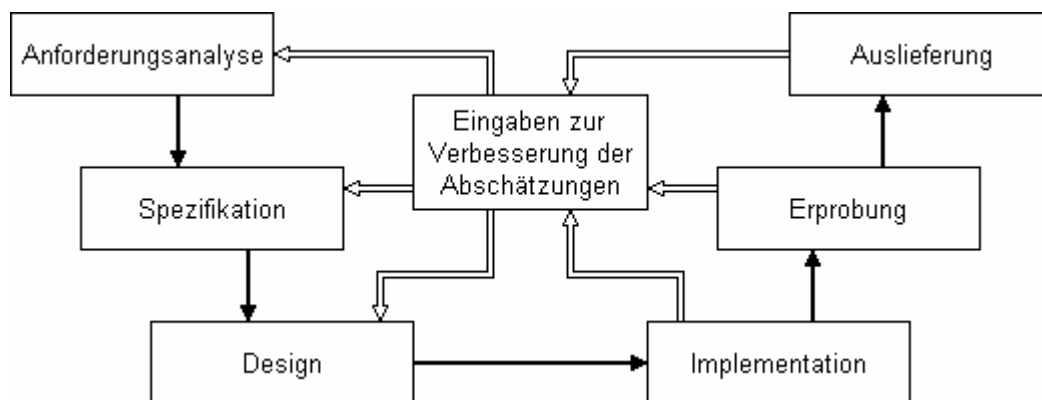 Anforderungsanalyse
Auslieferung
Eingaben zur
Verbesserung der
Abschätzungen
Spezifikation
Erprobung
Design
Implementation